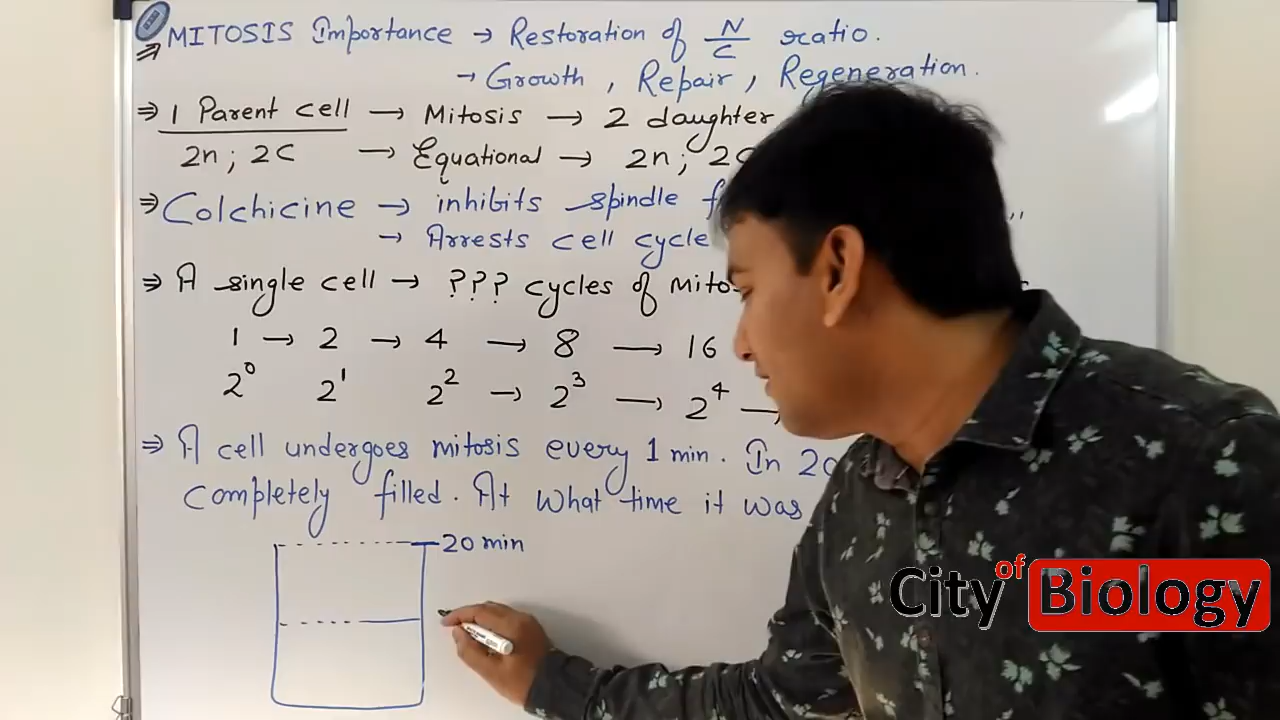 ⇒ MITOSIS Importance → Restoration of N/C ratio.
→ Growth, Repair, Regeneration.
⇒ 1 Parent cell → Mitosis → 2 daughter
2n ; 2C → Equational → 2n ; 2C
⇒ Colchicine → inhibits spindle
→ Arrests cell cycle
⇒ A single cell → ??? cycles of
1 → 2 → 4 → 8 → 16
2⁰ 2¹ 2² → 2³ → 2⁴ →
⇒ A cell undergoes mitosis every 1 min. In
completely filled. At what time it was
20 min
City of Biology